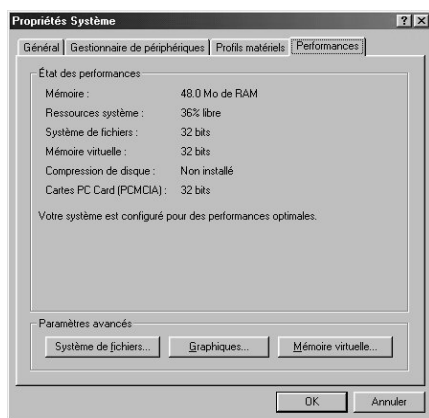 Propriétés Système
Général Gestionnaire de périphériques Profils matériels Performances
État des performances
Mémoire : 48.0 Mo de RAM
Ressources système : 36% libre
Système de fichiers : 32 bits
Mémoire virtuelle : 32 bits
Compression de disque : Non installé
Cartes PC Card (PCMCIA) : 32 bits
Votre système est configuré pour des performances optimales.
Paramètres avancés
Système de fichiers... Graphiques... Mémoire virtuelle...
OK Annuler